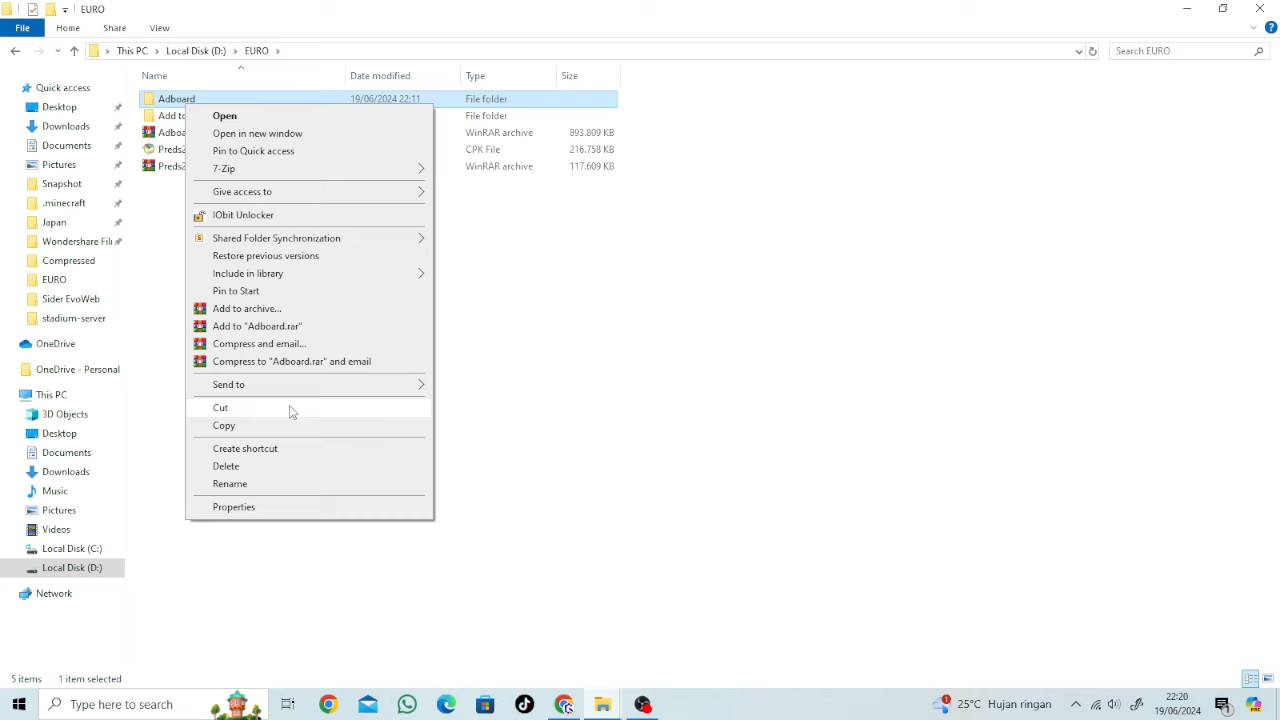 EURO
File Home Share View
This PC Local Disk (D:) EURO Search EURO
Name Date modified Type Size
Quick access
Desktop
Downloads
Documents
Pictures
Snapshot
.minecraft
Japan
Wondershare Fil
Compressed
EURO
Sider EvoWeb
stadium-server
OneDrive
OneDrive - Personal
This PC
3D Objects
Desktop
Documents
Downloads
Music
Pictures
Videos
Local Disk (C:)
Local Disk (D:)
Network
Adboard 19/06/2024 22:11 File folder
Add to File folder
Adboa WinRAR archive 893.809 KB
Preds2 CPK File 216.758 KB
Preds2 WinRAR archive 117.609 KB
Open
Open in new window
Pin to Quick access
7-Zip
Give access to
IObit Unlocker
Shared Folder Synchronization
Restore previous versions
Include in library
Pin to Start
Add to archive...
Add to "Adboard.rar"
Compress and email...
Compress to "Adboard.rar" and email
Send to
Cut
Copy
Create shortcut
Delete
Rename
Properties
5 items 1 item selected
Type here to search
25°C Hujan ringan
22:20
19/06/2024